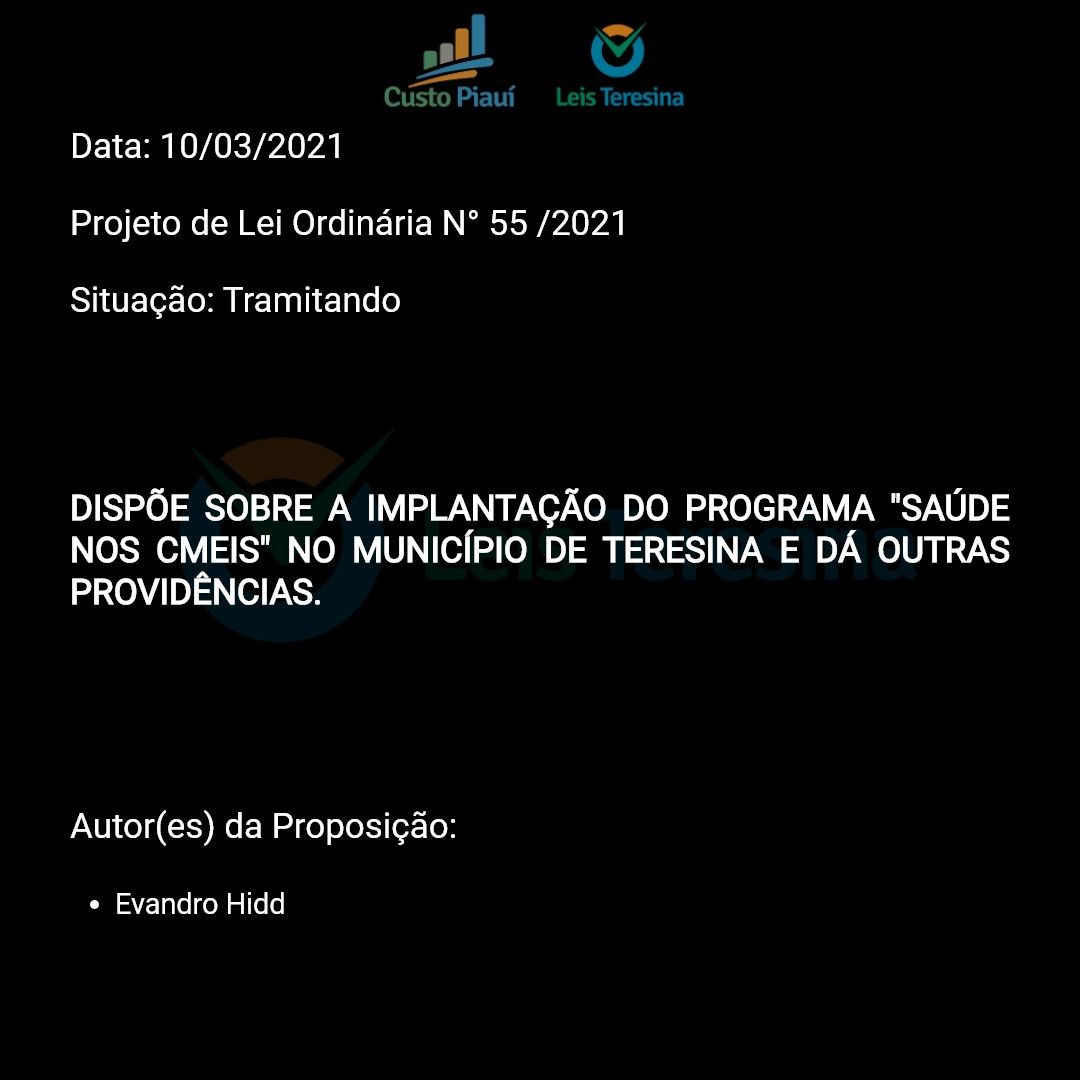 Custo Piauí
Leis Teresina
Data: 10/03/2021
Projeto de Lei Ordinária N° 55 /2021
Situação: Tramitando
Leis Teresina
DISPÕE SOBRE A IMPLANTAÇÃO DO PROGRAMA "SAÚDE
NOS CMEIS" NO MUNICÍPIO DE TERESINA E DÁ OUTRAS
PROVIDÊNCIAS.
Autor(es) da Proposição:
• Evandro Hidd